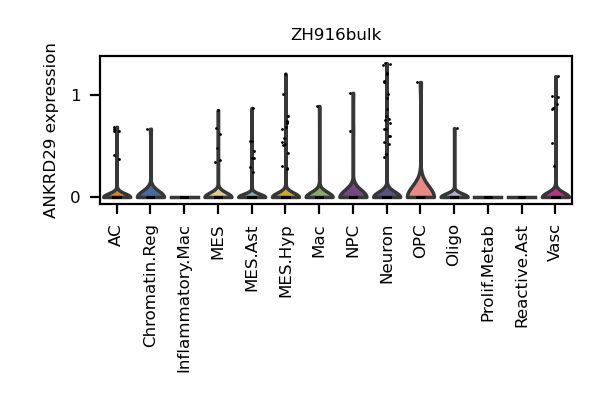 ZH916bulk
ANKRD29 expression
1
0
AC
Chromatin.Reg
Inflammatory.Mac
MES
MES.Ast
MES.Hyp
Mac
NPC
Neuron
OPC
Oligo
Prolif.Metab
Reactive.Ast
Vasc